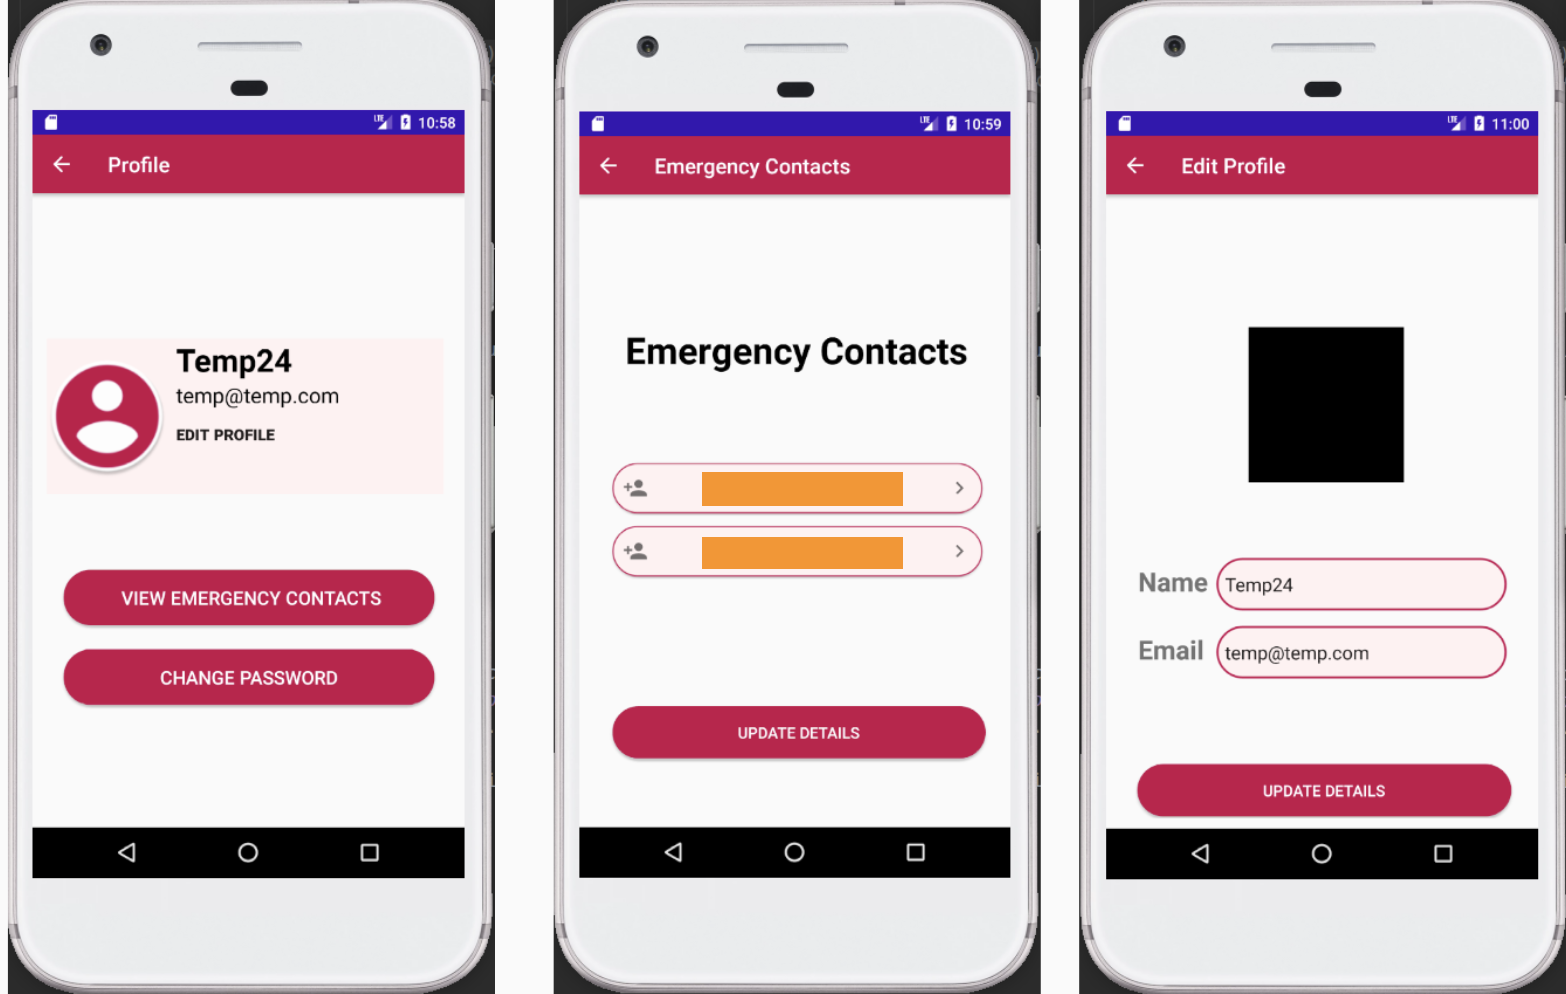 LTE 10:58
Profile
Temp24
temp@temp.com
EDIT PROFILE
VIEW EMERGENCY CONTACTS
CHANGE PASSWORD
LTE 10:59
Emergency Contacts
Emergency Contacts
UPDATE DETAILS
LTE 11:00
Edit Profile
Name Temp24
Email temp@temp.com
UPDATE DETAILS